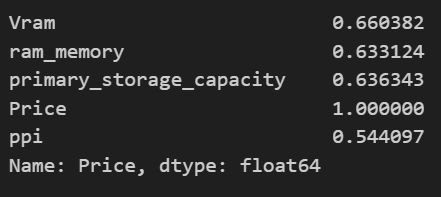 Vram 0.660382
ram_memory 0.633124
primary_storage_capacity 0.636343
Price 1.000000
ppi 0.544097
Name: Price, dtype: float64